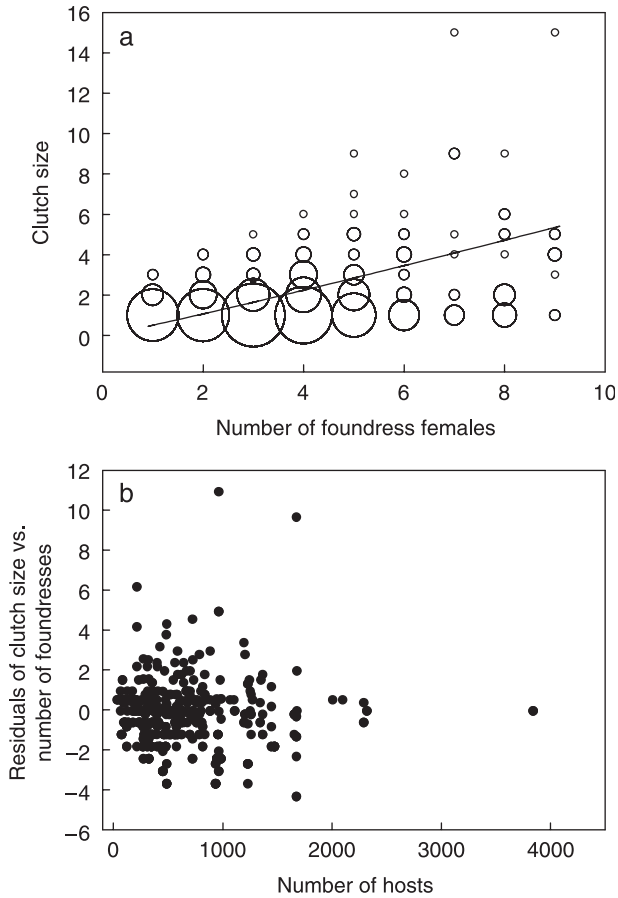 16
a
14
12
10
8
6
4
2
0
Clutch size
0 2 4 6 8 10
Number of foundress females
12
b
10
8
6
4
2
0
−2
−4
−6
Residuals of clutch size vs.
number of foundresses
0 1000 2000 3000 4000
Number of hosts